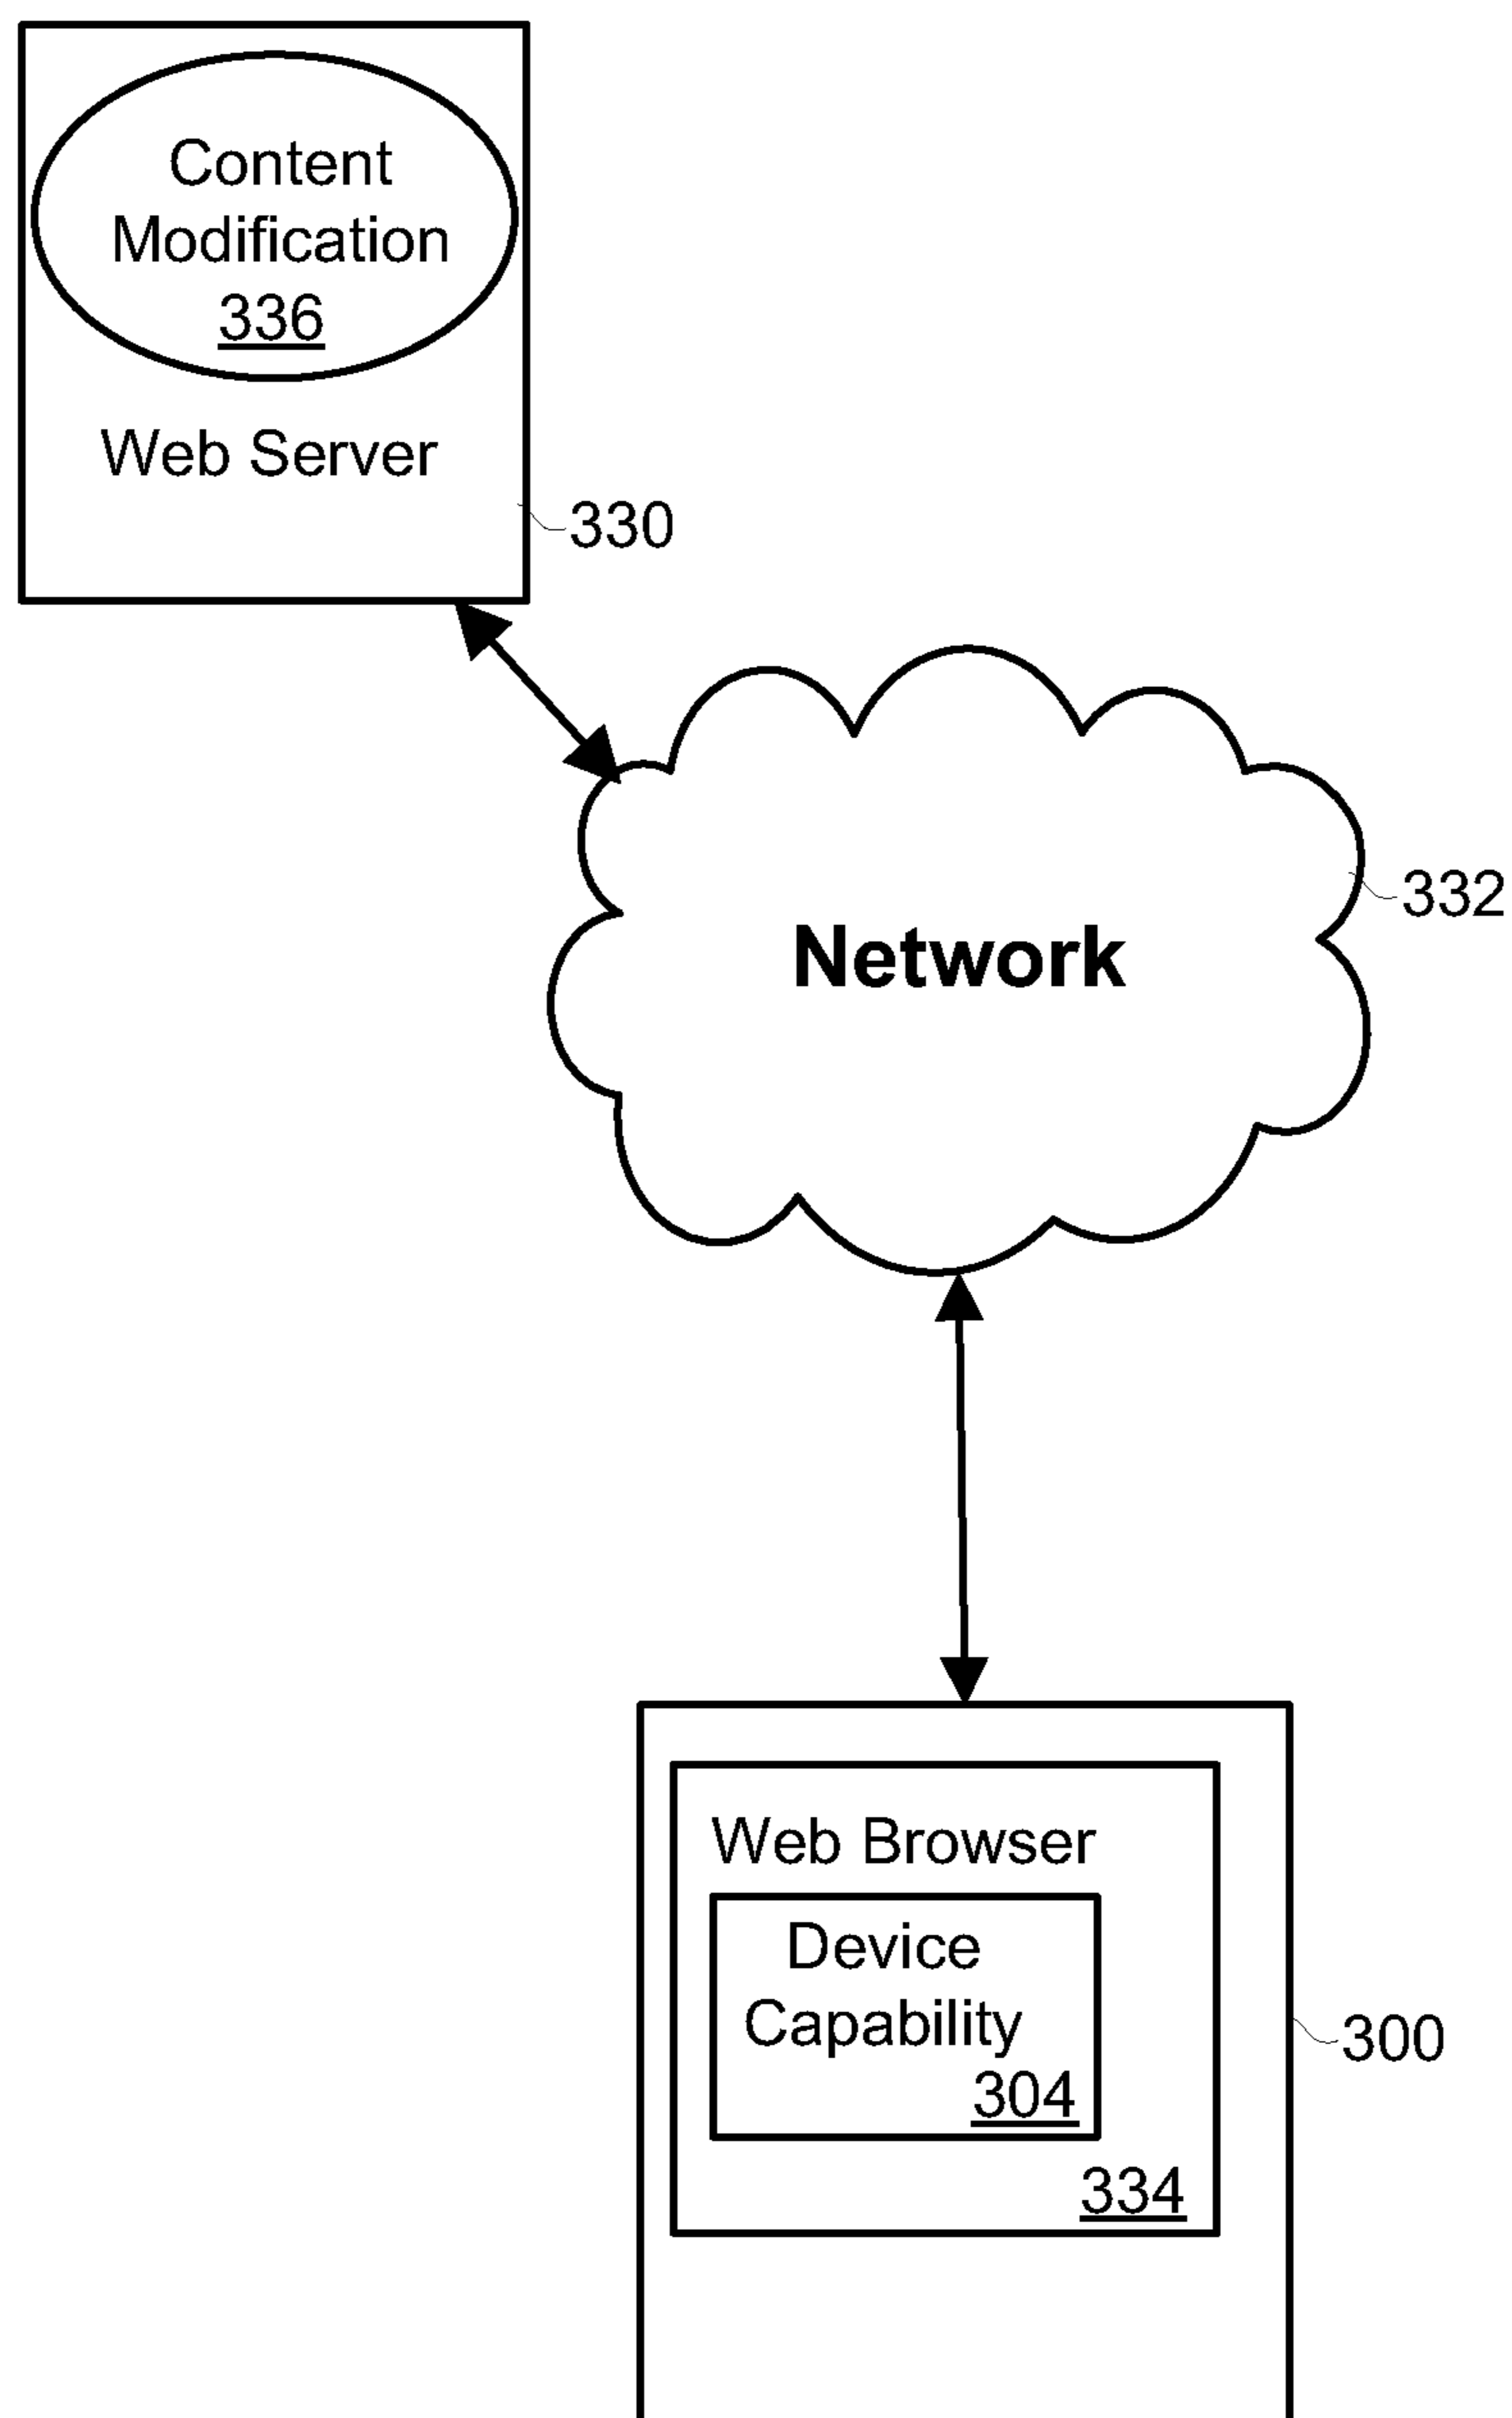 Content
Modification
336
Web Server
330
332
Network
Web Browser
Device
Capability
304
334
300